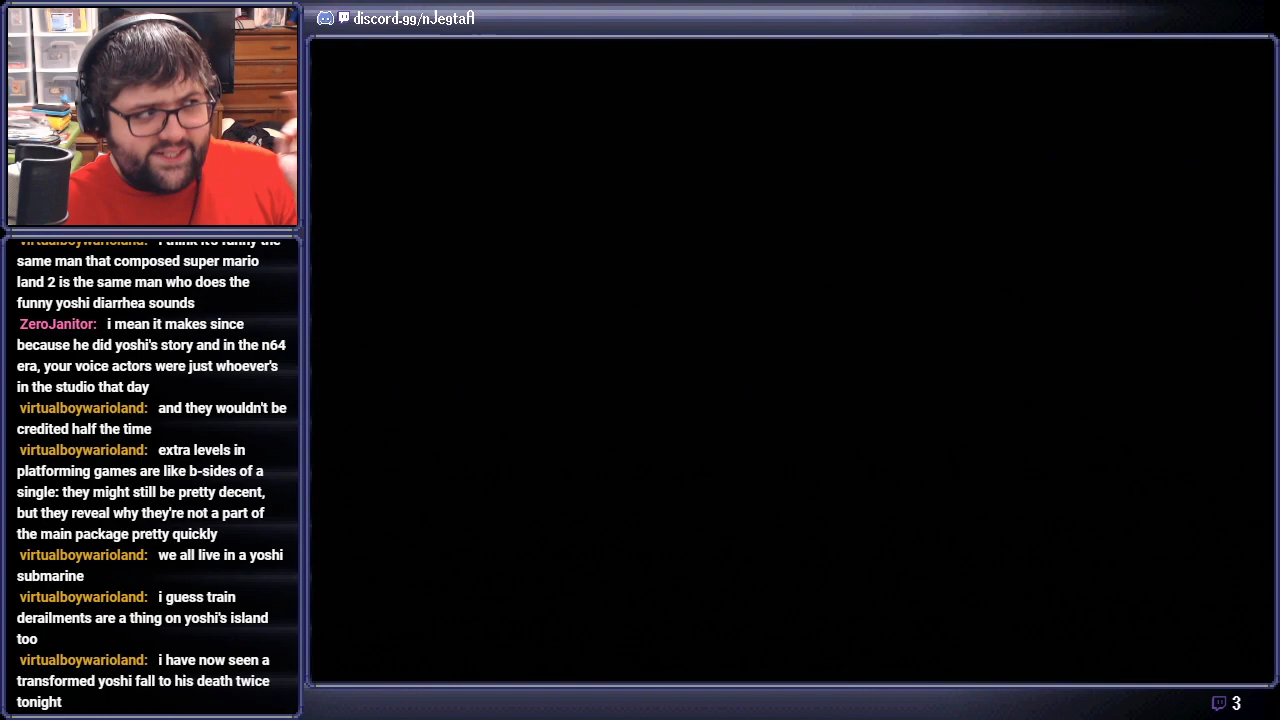 discord.gg/nJegtaA
virtualboywarioland: i think it's funny the
same man that composed super mario
land 2 is the same man who does the
funny yoshi diarrhea sounds
ZeroJanitor: i mean it makes since
because he did yoshi's story and in the n64
era, your voice actors were just whoever's
in the studio that day
virtualboywarioland: and they wouldn't be
credited half the time
virtualboywarioland: extra levels in
platforming games are like b-sides of a
single: they might still be pretty decent,
but they reveal why they're not a part of
the main package pretty quickly
virtualboywarioland: we all live in a yoshi
submarine
virtualboywarioland: i guess train
derailments are a thing on yoshi's island
too
virtualboywarioland: i have now seen a
transformed yoshi fall to his death twice
tonight
3